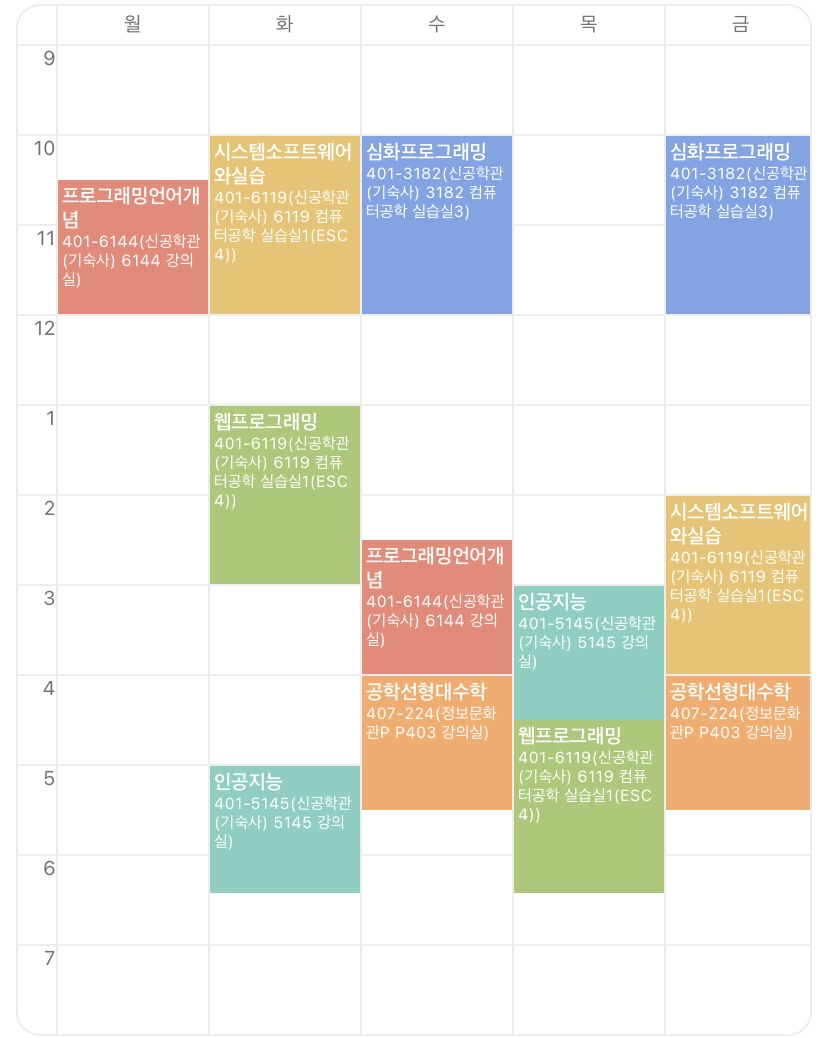 월 화 수 목 금
9
10
11
12
1
2
3
4
5
6
7
프로그래밍언어개
념
401-6144(신공학관
(기숙사) 6144 강의
실)
시스템소프트웨어
와실습
401-6119(신공학관
(기숙사) 6119 컴퓨
터공학 실습실1(ESC
4))
웹프로그래밍
401-6119(신공학관
(기숙사) 6119 컴퓨
터공학 실습실1(ESC
4))
인공지능
401-5145(신공학관
(기숙사) 5145 강의
실)
심화프로그래밍
401-3182(신공학관
(기숙사) 3182 컴퓨
터공학 실습실3)
프로그래밍언어개
념
401-6144(신공학관
(기숙사) 6144 강의
실)
공학선형대수학
407-224(정보문화
관P P403 강의실)
인공지능
401-5145(신공학관
(기숙사) 5145 강의
실)
웹프로그래밍
401-6119(신공학관
(기숙사) 6119 컴퓨
터공학 실습실1(ESC
4))
심화프로그래밍
401-3182(신공학관
(기숙사) 3182 컴퓨
터공학 실습실3)
시스템소프트웨어
와실습
401-6119(신공학관
(기숙사) 6119 컴퓨
터공학 실습실1(ESC
4))
공학선형대수학
407-224(정보문화
관P P403 강의실)